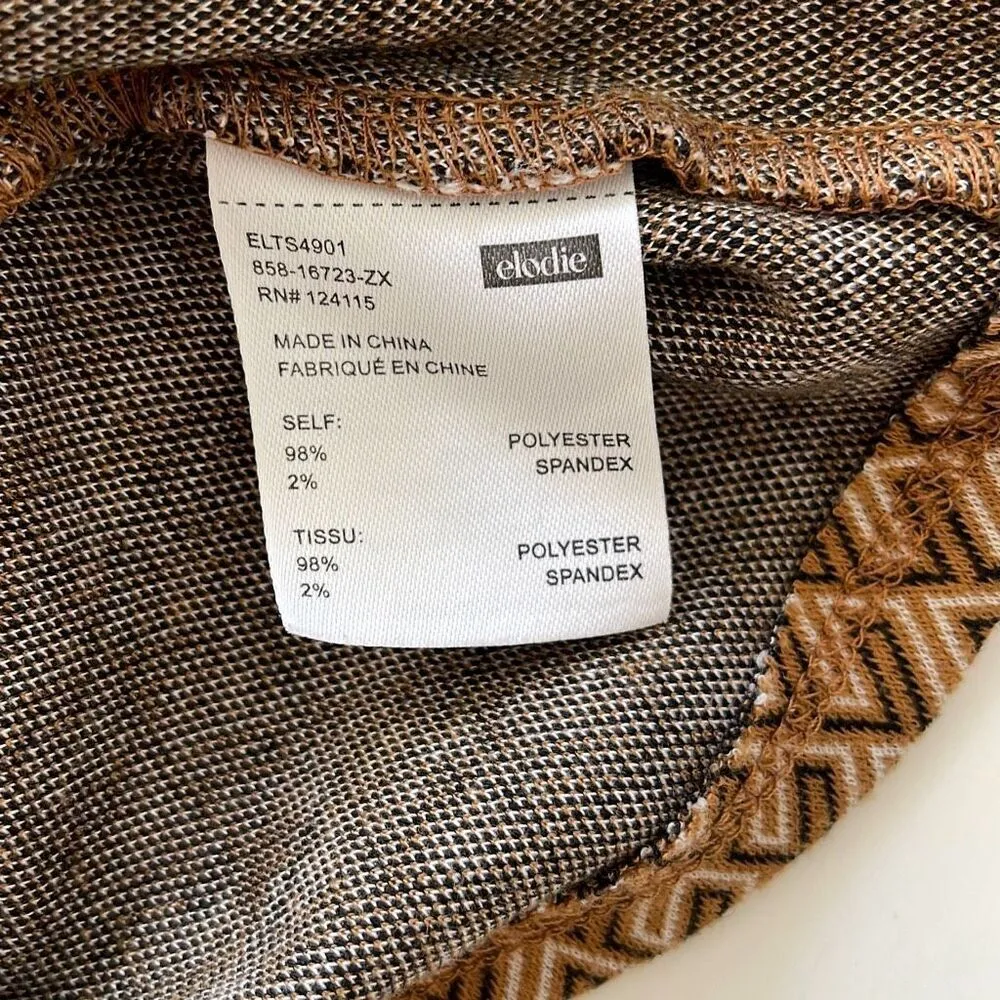 ELTS4901
elodie
858-16723-ZX
RN# 124115
MADE IN CHINA
FABRIQUÉ EN CHINE
SELF:
98% POLYESTER
2% SPANDEX
TISSU:
98% POLYESTER
2% SPANDEX